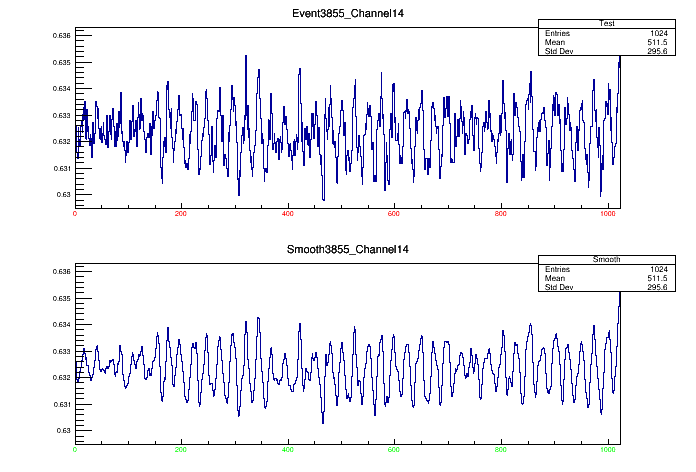 Event3855_Channel14
Test
Entries 1024
Mean 511.5
Std Dev 295.6
0.636
0.635
0.634
0.633
0.632
0.631
0.63
0 200 400 600 800 1000
Smooth3855_Channel14
Smooth
Entries 1024
Mean 511.5
Std Dev 295.6
0.636
0.635
0.634
0.633
0.632
0.631
0.63
0 200 400 600 800 1000